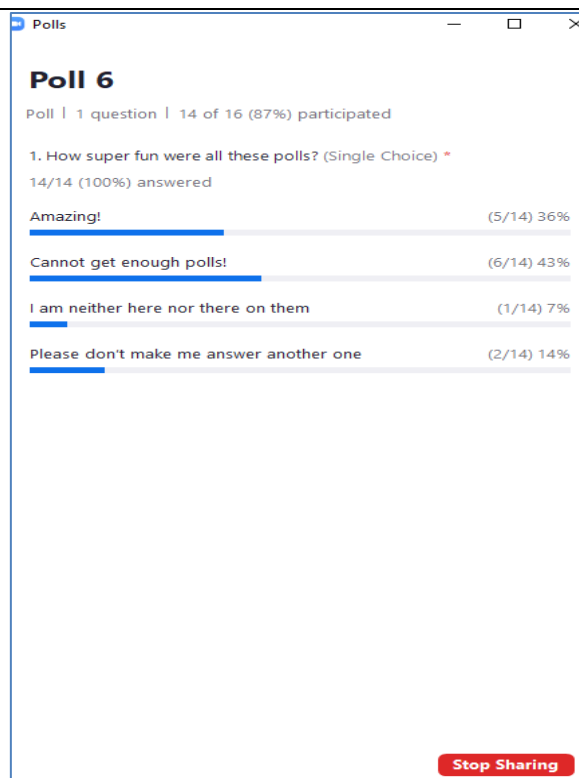 Polls
Poll 6
Poll | 1 question | 14 of 16 (87%) participated
1. How super fun were all these polls? (Single Choice) *
14/14 (100%) answered
Amazing! (5/14) 36%
Cannot get enough polls! (6/14) 43%
I am neither here nor there on them (1/14) 7%
Please don't make me answer another one (2/14) 14%
Stop Sharing